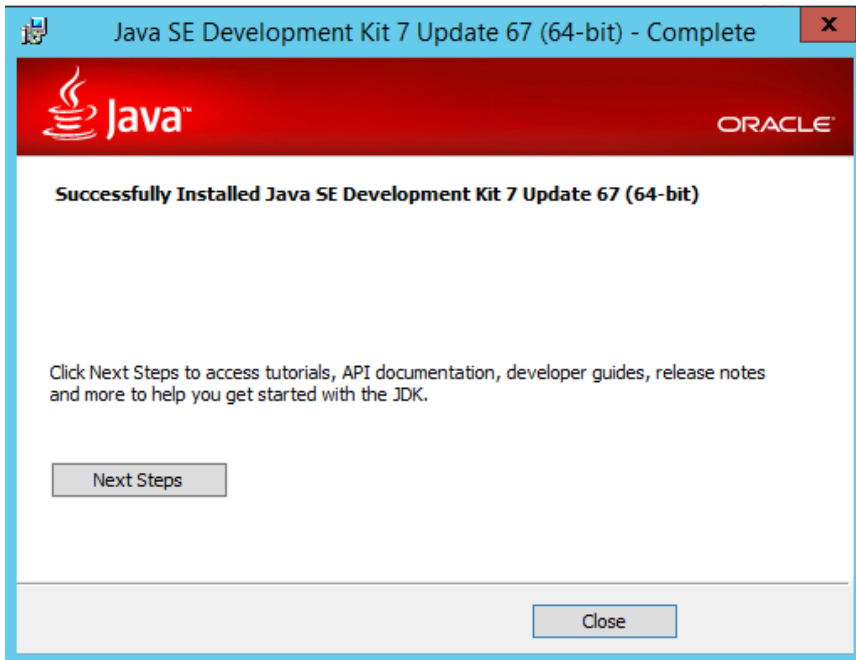 Java SE Development Kit 7 Update 67 (64-bit) - Complete
x
Java™
ORACLE®
Successfully Installed Java SE Development Kit 7 Update 67 (64-bit)
Click Next Steps to access tutorials, API documentation, developer guides, release notes
and more to help you get started with the JDK.
Next Steps
Close